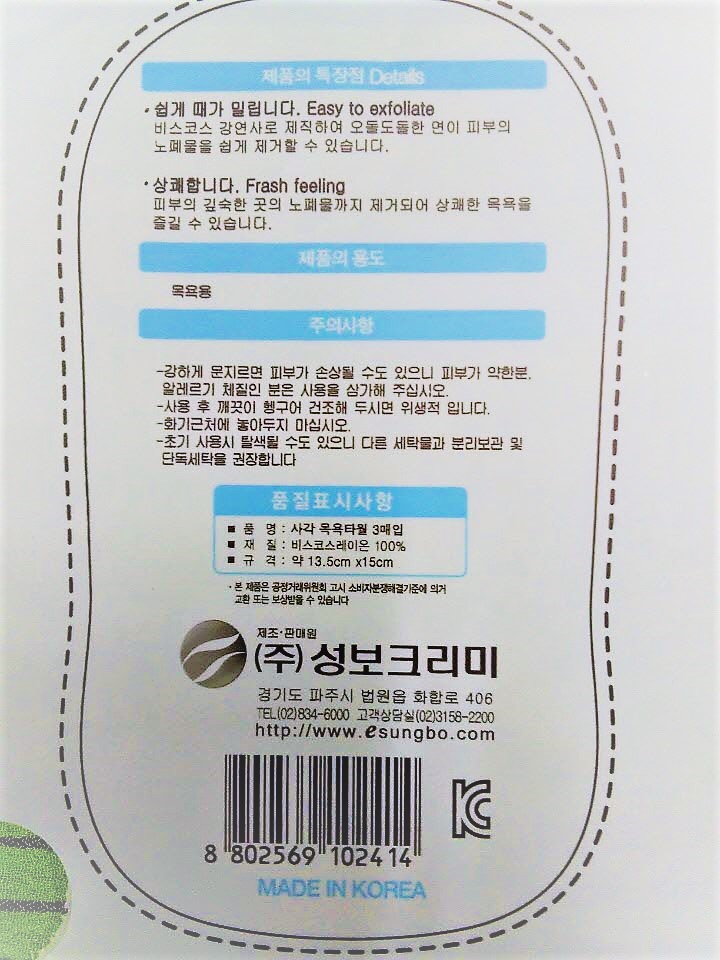 제품의 특장점 Details
· 쉽게 때가 밀립니다. Easy to exfoliate
비스코스 강연사로 제직하여 오돌도돌한 면이 피부의
노폐물을 쉽게 제거할 수 있습니다.
· 상쾌합니다. Frash feeling
피부의 깊숙한 곳의 노폐물까지 제거되어 상쾌한 목욕을
즐길 수 있습니다.
제품의 용도
목욕용
주의사항
-강하게 문지르면 피부가 손상될 수도 있으니 피부가 약한분,
알레르기 체질인 분은 사용을 삼가해 주십시오.
-사용 후 깨끗이 헹구어 건조해 두시면 위생적 입니다.
-화기근처에 놓아두지 마십시오.
-초기 사용시 탈색될 수도 있으니 다른 세탁물과 분리보관 및
단독세탁을 권장합니다
품질표시사항
■ 품 명 : 사각 목욕타월 3매입
■ 재 질 : 비스코스레이온 100%
■ 규 격 : 약 13.5cm x15cm
· 본 제품은 공정거래위원회 고시 소비자분쟁해결기준에 의거
교환 또는 보상받을 수 있습니다
제조·판매원
(주) 성보크리미
경기도 파주시 법원읍 화합로 406
TEL(02)834-6000 고객상담실(02)3158-2200
http://www.esungbo.com
8 802569 102414
MADE IN KOREA